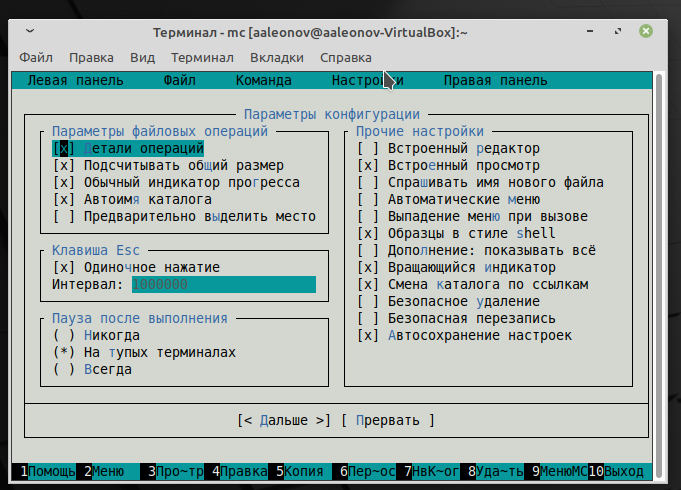 Терминал - mc [aaleonov@aaleonov-VirtualBox]:~
Файл Правка Вид Терминал Вкладки Справка
Левая панель Файл Команда Настройки Правая панель
Параметры конфигурации
Параметры файловых операций
[x] Детали операций
[x] Подсчитывать общий размер
[x] Обычный индикатор прогресса
[x] Автоимя каталога
[ ] Предварительно выделить место
Клавиша Esc
[x] Одиночное нажатие
Интервал: 1000000
Пауза после выполнения
( ) Никогда
(*) На тупых терминалах
( ) Всегда
Прочие настройки
[ ] Встроенный редактор
[x] Встроенный просмотр
[ ] Спрашивать имя нового файла
[ ] Автоматические меню
[ ] Выпадение меню при вызове
[x] Образцы в стиле shell
[ ] Дополнение: показывать всё
[x] Вращающийся индикатор
[x] Смена каталога по ссылкам
[ ] Безопасное удаление
[ ] Безопасная перезапись
[x] Автосохранение настроек
[< Дальше >] [ Прервать ]
1Помощь 2Меню 3Про~тр 4Правка 5Копия 6Пер~ос 7НвК~ог 8Уда~ть 9МенюMC 10Выход